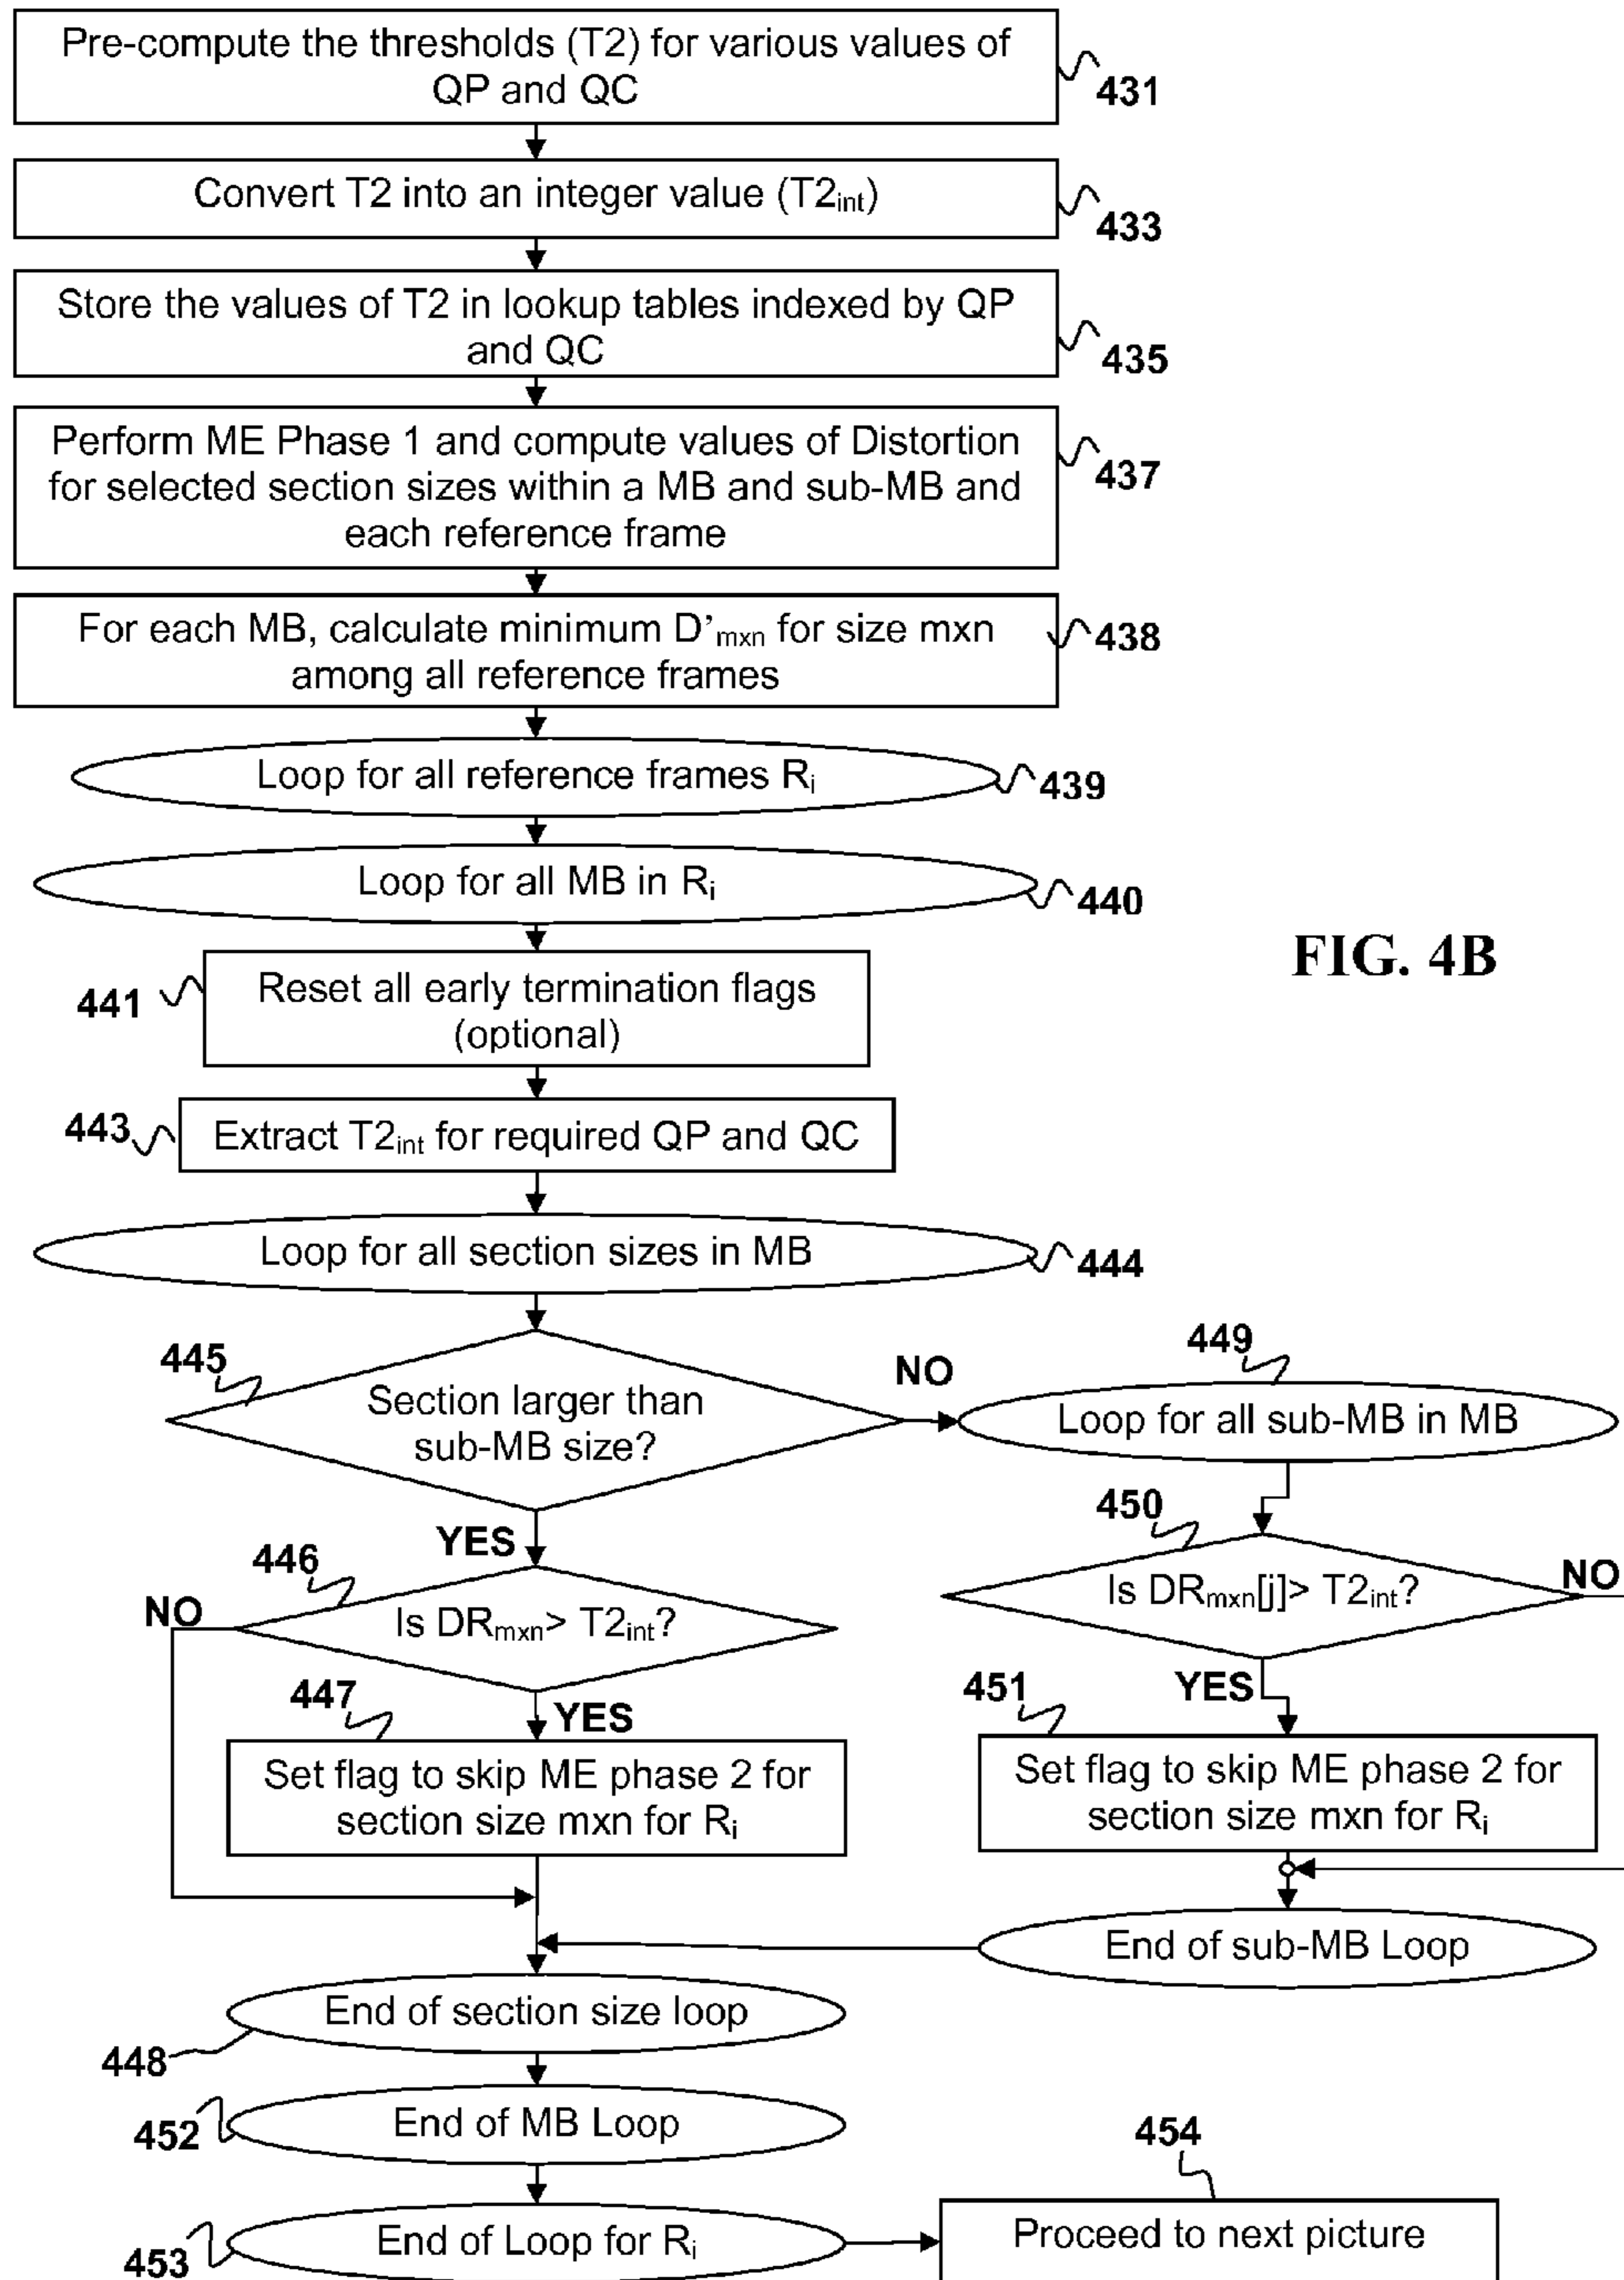 Pre-compute the thresholds (T2) for various values of
QP and QC
431
Convert T2 into an integer value (T2int)
433
Store the values of T2 in lookup tables indexed by QP
and QC
435
Perform ME Phase 1 and compute values of Distortion
for selected section sizes within a MB and sub-MB and
each reference frame
437
For each MB, calculate minimum D’mxn for size mxn
among all reference frames
438
Loop for all reference frames Ri
439
Loop for all MB in Ri
440
FIG. 4B
441
Reset all early termination flags
(optional)
443
Extract T2int for required QP and QC
Loop for all section sizes in MB
444
445
Section larger than
sub-MB size?
NO
449
Loop for all sub-MB in MB
YES
450
Is DRmxn[j]> T2int?
NO
446
NO
Is DRmxn> T2int?
447
YES
Set flag to skip ME phase 2 for
section size mxn for Ri
451
YES
Set flag to skip ME phase 2 for
section size mxn for Ri
End of sub-MB Loop
End of section size loop
448
End of MB Loop
452
454
End of Loop for Ri
453
Proceed to next picture